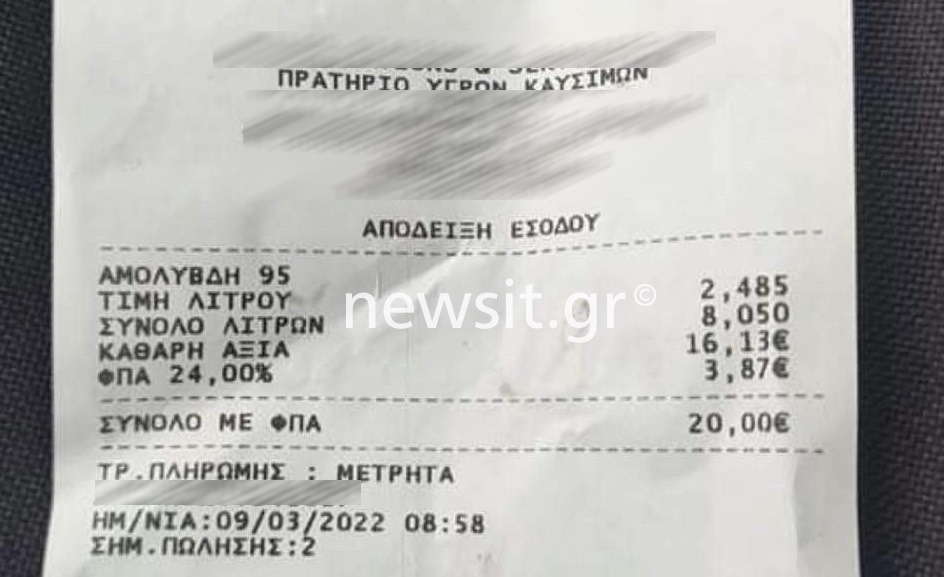 ΠΡΑΤΗΡΙΟ ΥΓΡΩΝ ΚΑΥΣΙΜΩΝ
ΑΠΟΔΕΙΞΗ ΕΣΟΔΟΥ
ΑΜΟΛΥΒΔΗ 95
ΤΙΜΗ ΛΙΤΡΟΥ 2,485
ΣΥΝΟΛΟ ΛΙΤΡΩΝ 8,050
ΚΑΘΑΡΗ ΑΞΙΑ 16,13€
ΦΠΑ 24,00% 3,87€
newsit.gr©
ΣΥΝΟΛΟ ΜΕ ΦΠΑ 20,00€
ΤΡ.ΠΛΗΡΩΜΗΣ : ΜΕΤΡΗΤΑ
ΗΜ/ΝΙΑ:09/03/2022 08:58
ΣΗΜ.ΠΩΛΗΣΗΣ:2